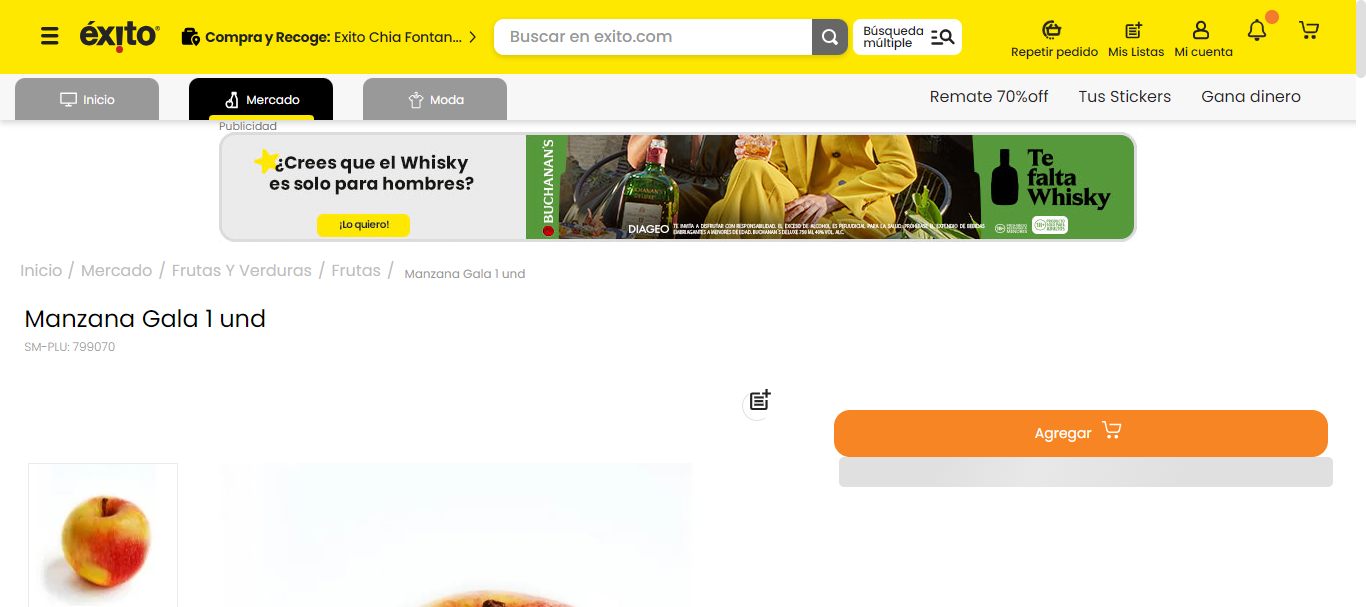 éxito
Compra y Recoge: Exito Chia Fontan...
Buscar en exito.com
Búsqueda
múltiple
Repetir pedido
Mis Listas
Mi cuenta
Inicio
Mercado
Moda
Remate 70%off
Tus Stickers
Gana dinero
Publicidad
¿Crees que el Whisky
es solo para hombres?
¡Lo quiero!
BUCHANAN'S
DIAGEO
TE INVITA A DISFRUTAR CON RESPONSABILIDAD. EL EXCESO DE ALCOHOL ES PERJUDICIAL PARA LA SALUD. PROHÍBASE EL EXPENDIO DE BEBIDAS
EMBRIAGANTES A MENORES DE EDAD. BUCHANAN'S DELUXE 750 ML 40% VOL. ALC.
Te
falta
Whisky
Inicio / Mercado / Frutas Y Verduras / Frutas / Manzana Gala 1 und
Manzana Gala 1 und
SM-PLU: 799070
Agregar